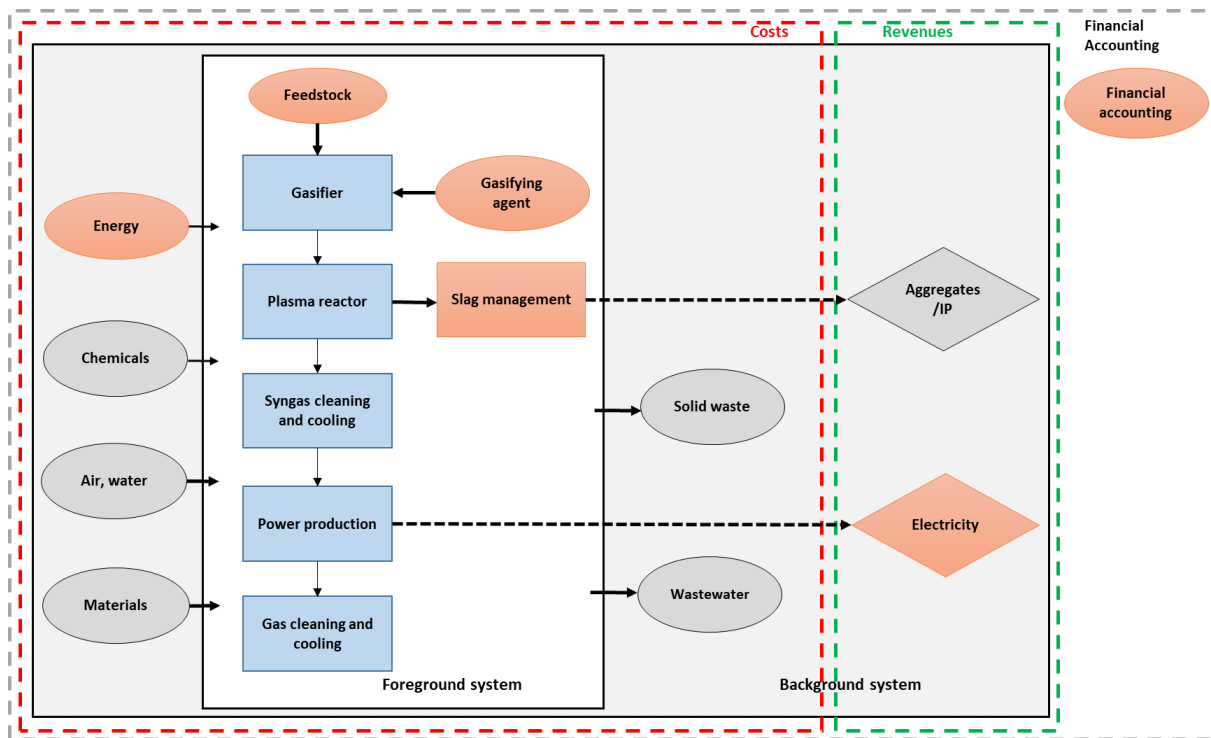 Costs
Revenues
Financial
Accounting
Financial
accounting
Feedstock
Gasifier
Gasifying
agent
Energy
Plasma reactor
Slag management
Aggregates
/IP
Chemicals
Syngas cleaning
and cooling
Solid waste
Air, water
Power production
Electricity
Materials
Wastewater
Gas cleaning and
cooling
Foreground system
Background system